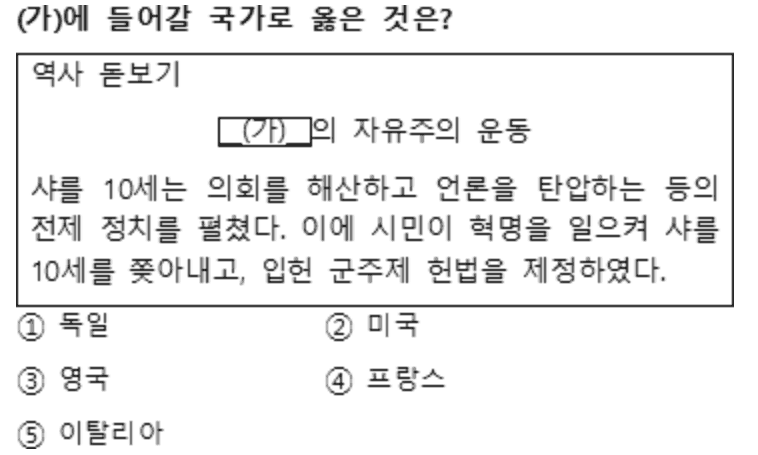 (가)에 들어갈 국가로 옳은 것은?
역사 돋보기
(가)의 자유주의 운동
샤를 10세는 의회를 해산하고 언론을 탄압하는 등의
전제 정치를 펼쳤다. 이에 시민이 혁명을 일으켜 샤를
10세를 쫓아내고, 입헌 군주제 헌법을 제정하였다.
① 독일 ② 미국
③ 영국 ④ 프랑스
⑤ 이탈리아